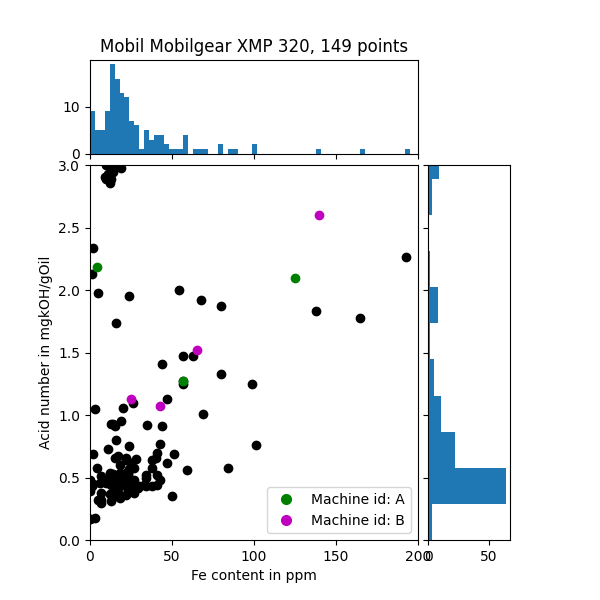 Mobil Mobilgear XMP 320, 149 points
10
0
3.0
2.5
2.0
1.5
1.0
0.5
0.0
Acid number in mgkOH/gOil
Machine id: A
Machine id: B
0 50 100 150 200
0 50
Fe content in ppm